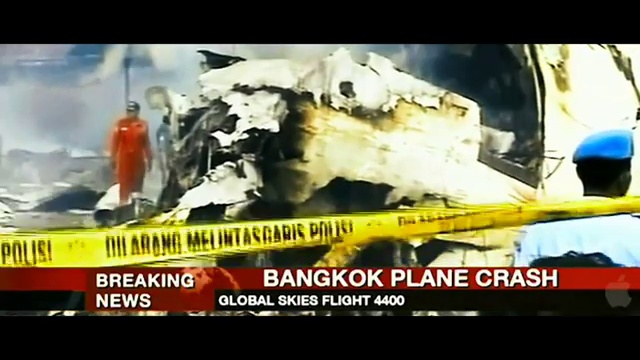 POLISI DILARANG MELINTAS GARIS POLISI
BREAKING
NEWS
BANGKOK PLANE CRASH
GLOBAL SKIES FLIGHT 4400